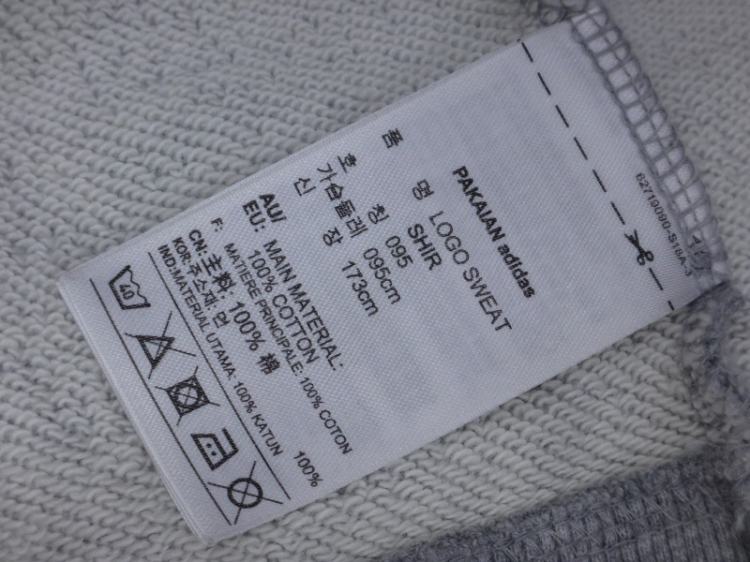 62719090-S18A-3
PAKAIAN adidas
품 명 LOGO SWEAT
SHIR
호 칭 095
가슴둘레 095cm
신 장 173cm
AU/
EU: MAIN MATERIAL:
100% COTTON
F: MATIERE PRINCIPALE: 100% COTON
CN: 主料: 100% 棉
KOR: 주소재: 면 100%
IND:MATERIAL UTAMA: 100% KATUN
40